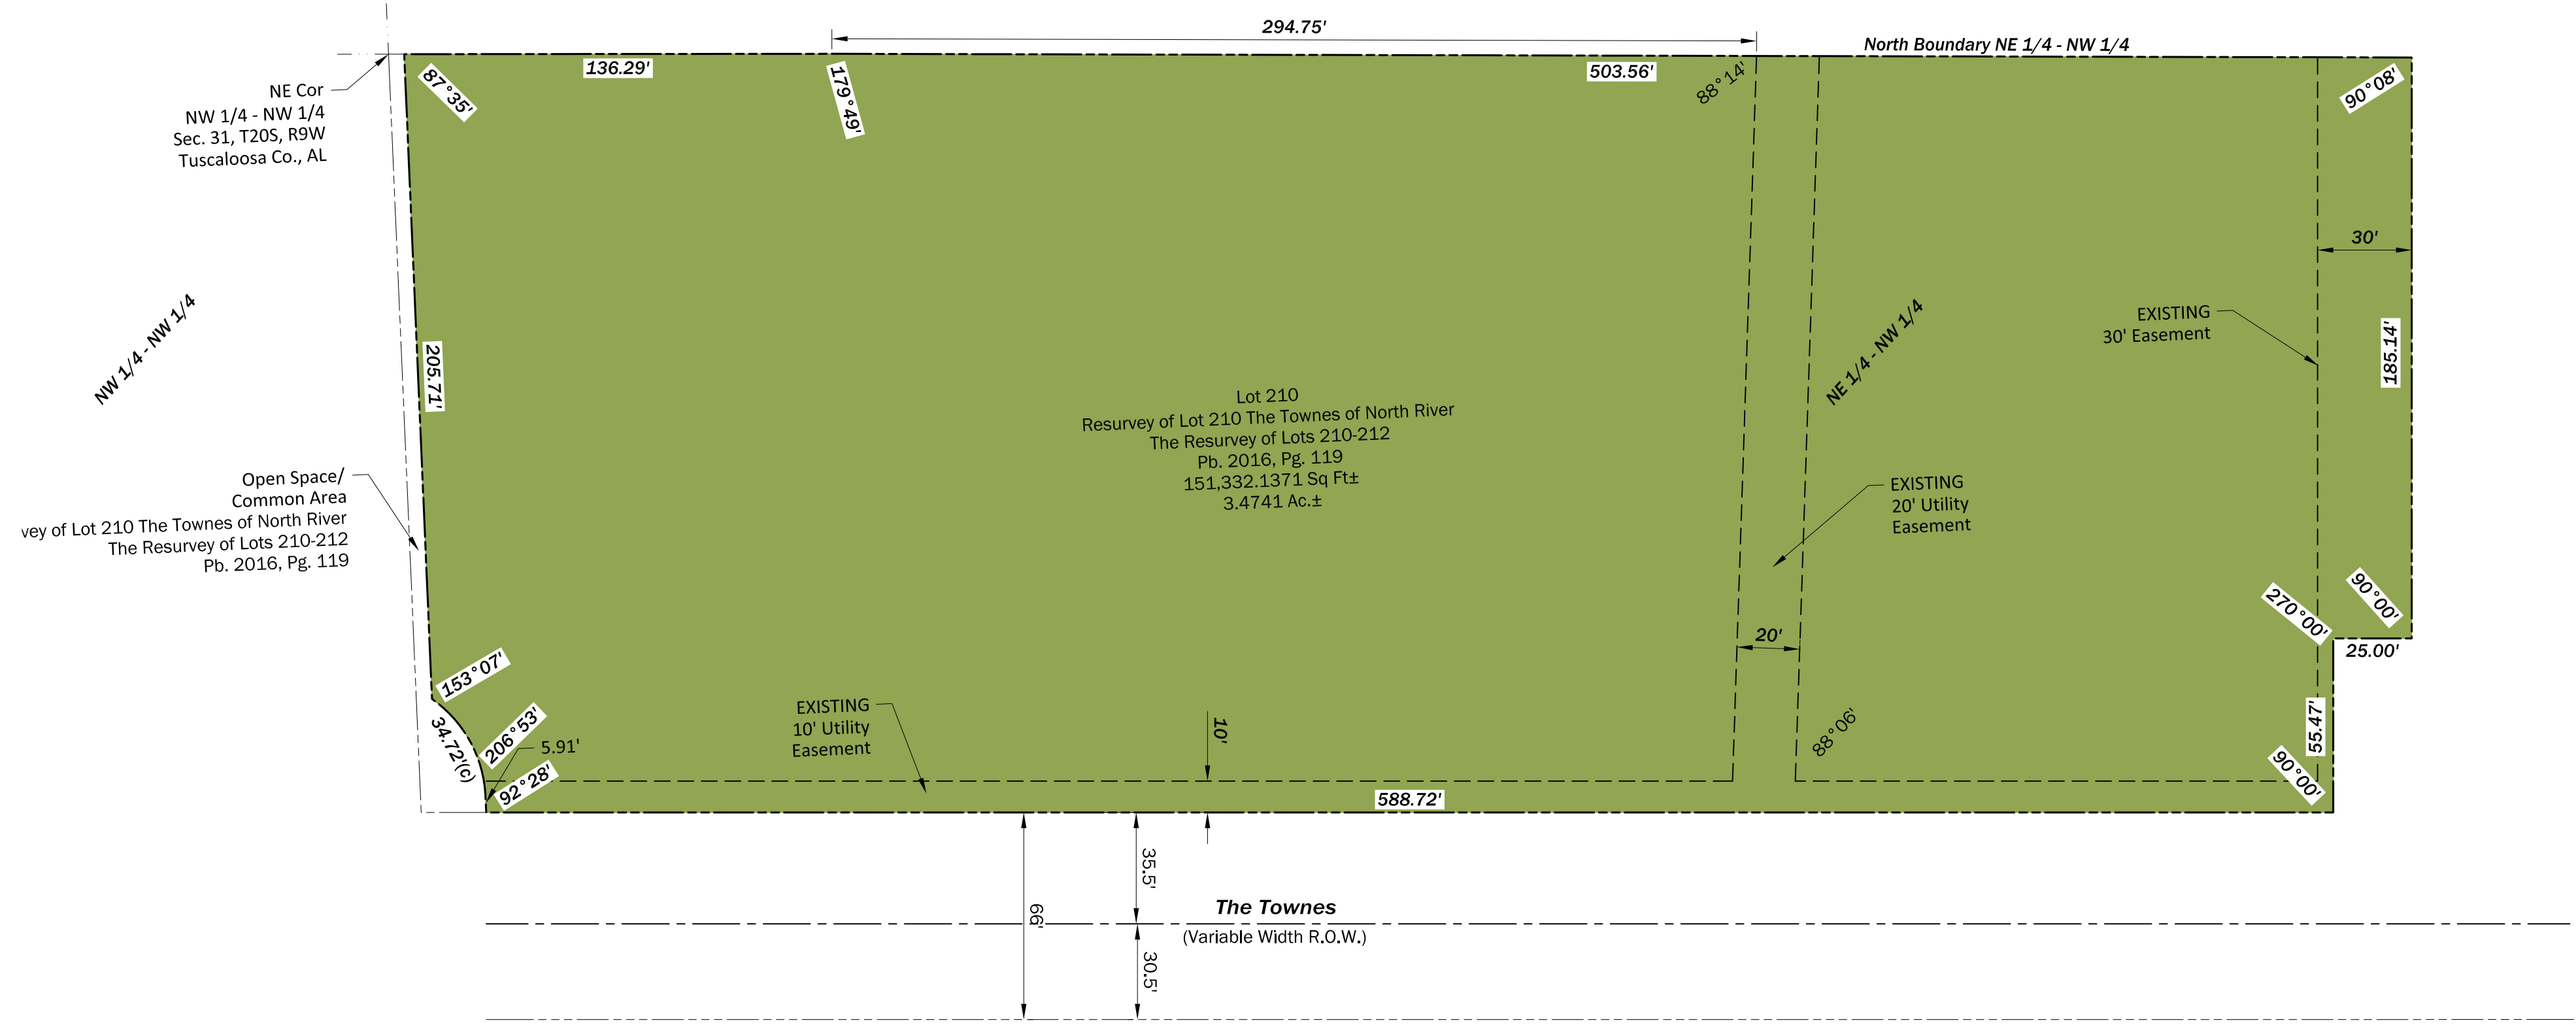 294.75'
North Boundary NE 1/4 - NW 1/4
136.29'
503.56'
88°14'
87°35'
179°49'
90°08'
NE Cor
NW 1/4 - NW 1/4
Sec. 31, T20S, R9W
Tuscaloosa Co., AL
30'
NW 1/4 - NW 1/4
NE 1/4 - NW 1/4
EXISTING
30' Easement
205.71'
185.14'
Lot 210
Resurvey of Lot 210 The Townes of North River
The Resurvey of Lots 210-212
Pb. 2016, Pg. 119
151,332.1371 Sq Ft±
3.4741 Ac.±
Open Space/
Common Area
vey of Lot 210 The Townes of North River
The Resurvey of Lots 210-212
Pb. 2016, Pg. 119
EXISTING
20' Utility
Easement
90°00'
270°00'
20'
25.00'
153°07'
34.72'(c)
206°53'
5.91'
92°28'
EXISTING
10' Utility
Easement
10'
88°06'
55.47'
90°00'
588.72'
35.5'
66'
The Townes
(Variable Width R.O.W.)
30.5'